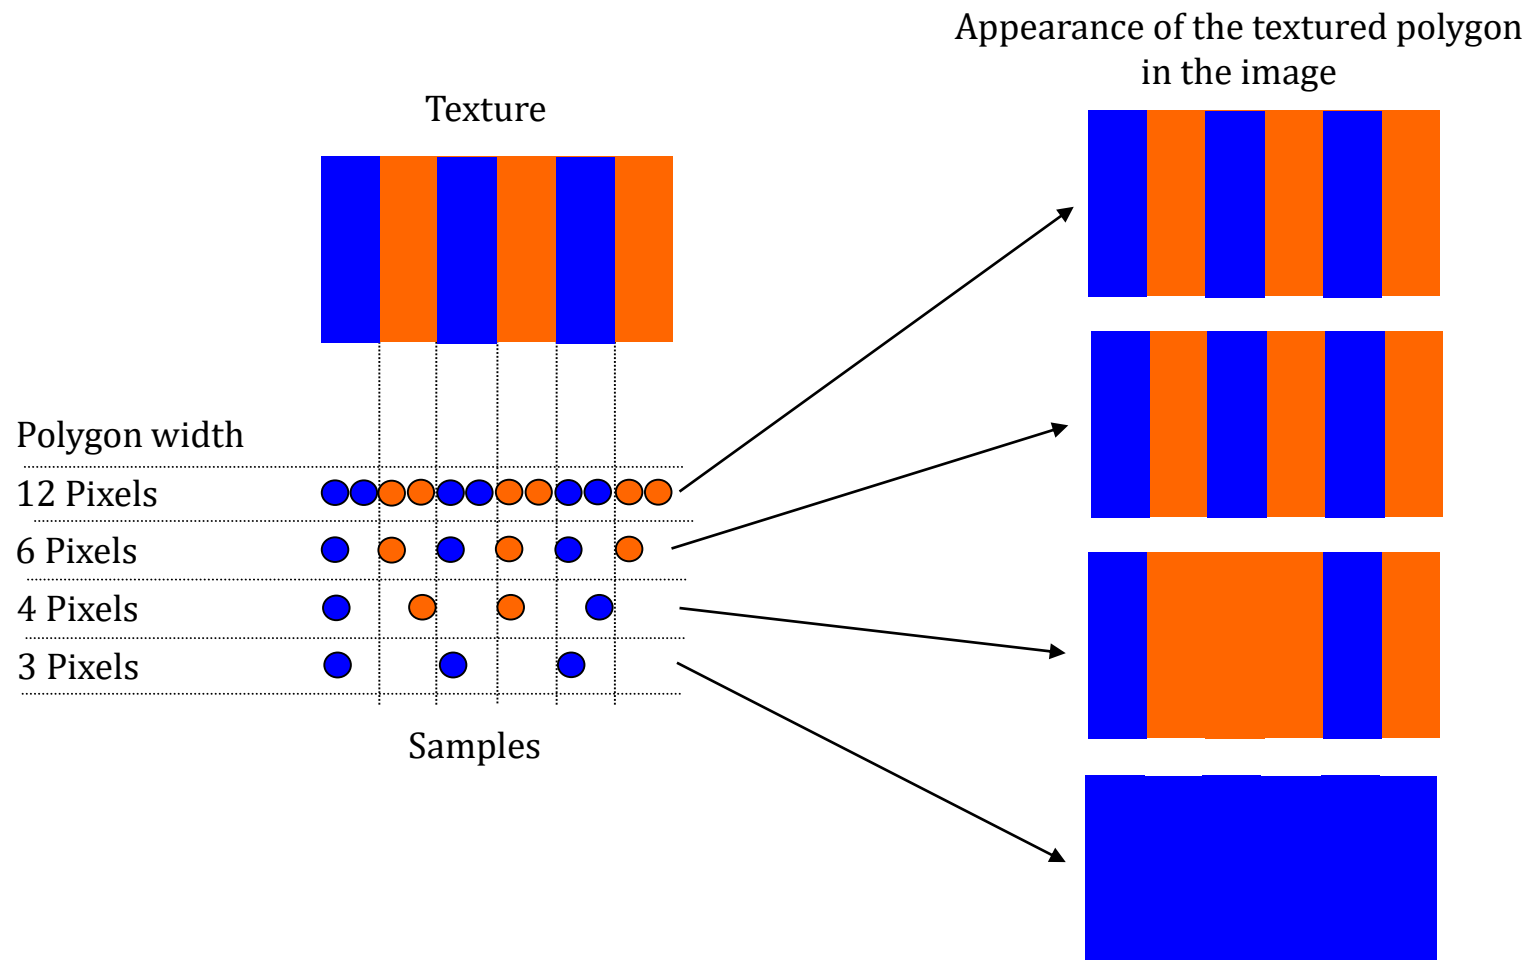 Appearance of the textured polygon
in the image
Texture
Polygon width
12 Pixels
6 Pixels
4 Pixels
3 Pixels
Samples